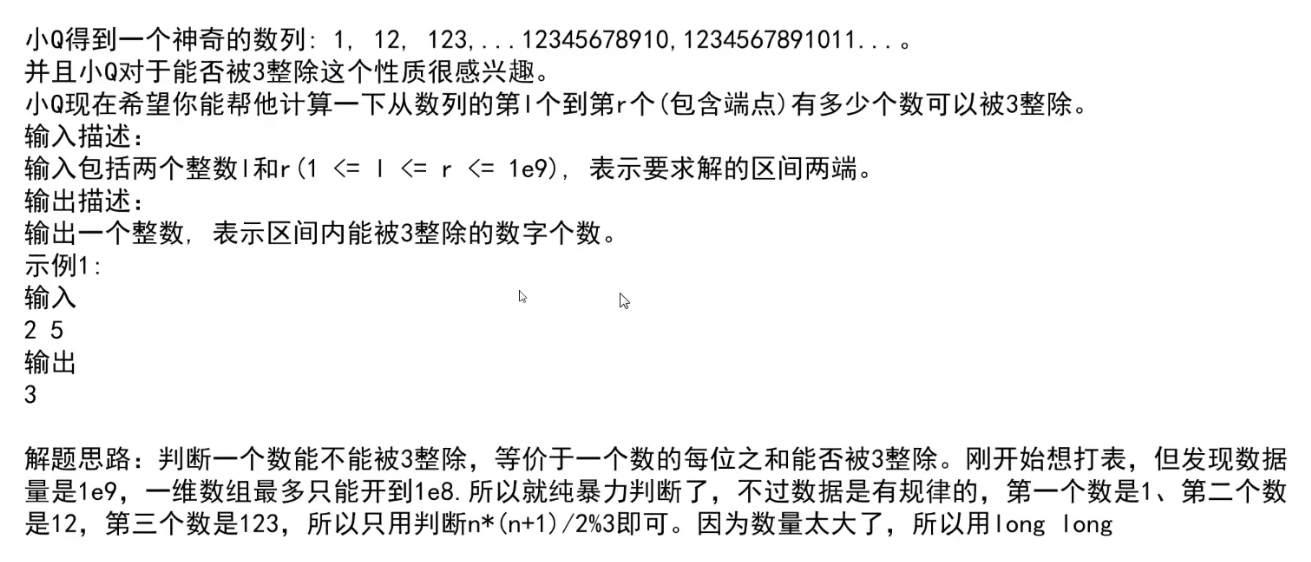 小Q得到一个神奇的数列: 1, 12, 123,...12345678910,1234567891011...。
并且小Q对于能否被3整除这个性质很感兴趣。
小Q现在希望你能帮他计算一下从数列的第l个到第r个(包含端点)有多少个数可以被3整除。
输入描述:
输入包括两个整数l和r(1 <= l <= r <= 1e9), 表示要求解的区间两端。
输出描述:
输出一个整数, 表示区间内能被3整除的数字个数。
示例1:
输入
2 5
输出
3
解题思路：判断一个数能不能被3整除，等价于一个数的每位之和能否被3整除。刚开始想打表，但发现数据
量是1e9，一维数组最多只能开到1e8.所以就纯暴力判断了，不过数据是有规律的，第一个数是1、第二个数
是12，第三个数是123，所以只用判断n*(n+1)/2%3即可。因为数量太大了，所以用long long